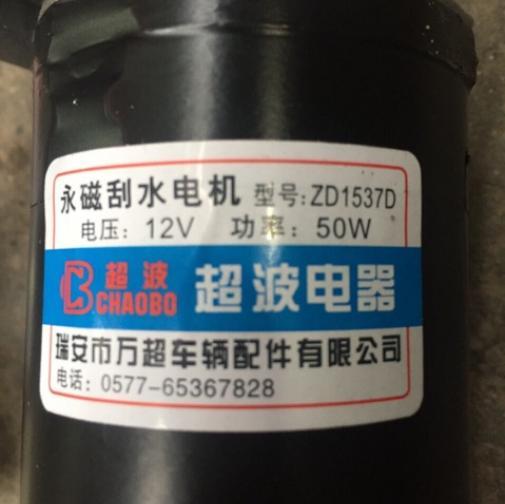 永磁刮水电机 型号:ZD1537D
电压: 12V 功率: 50W
超波 CHAOBO 超波电器
瑞安市万超车辆配件有限公司
电话: 0577-65367828